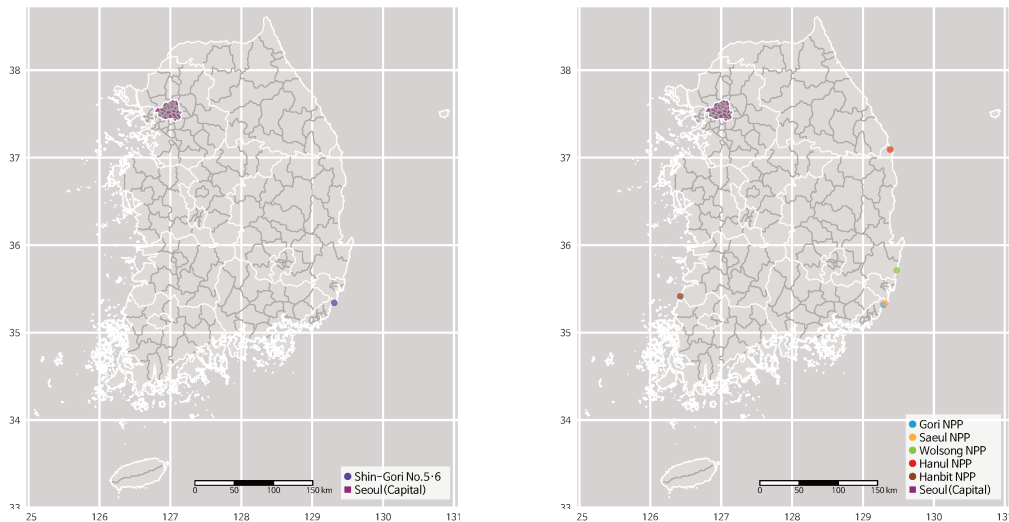 38
37
36
35
34
33
25 126 127 128 129 130 131
0 50 100 150 km
Shin-Gori No.5·6
Seoul (Capital)
38
37
36
35
34
33
125 126 127 128 129 130 13
0 50 100 150 km
Gori NPP
Saeul NPP
Wolsong NPP
Hanul NPP
Hanbit NPP
Seoul (Capital)